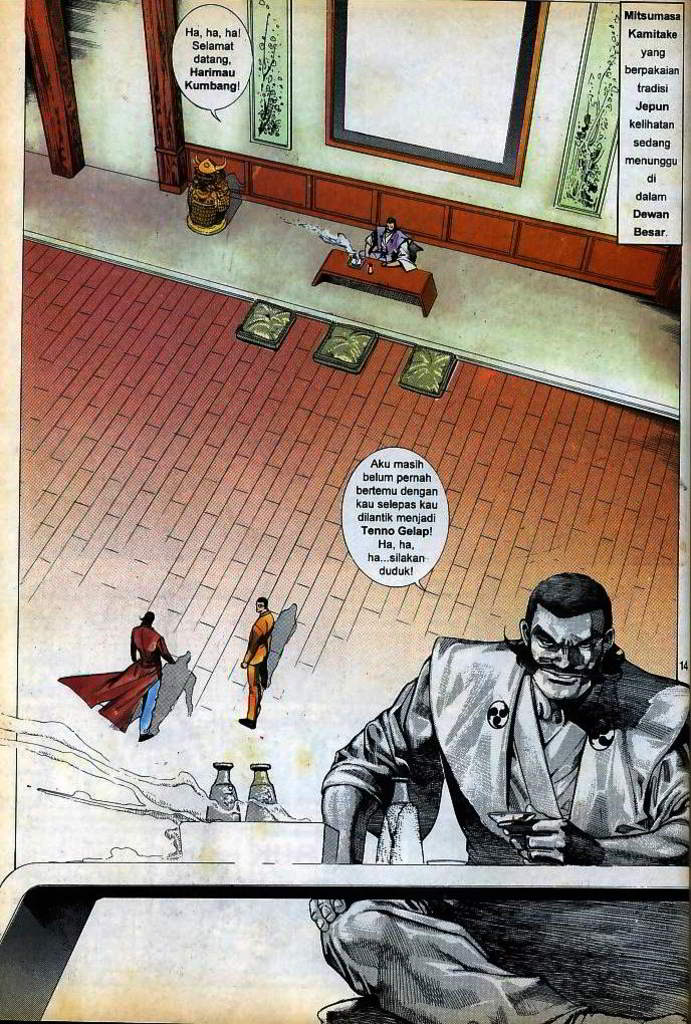 Ha, ha, ha!
Selamat
datang,
Harimau
Kumbang!
Mitsumasa
Kamitake
yang
berpakaian
tradisi
Jepun
kelihatan
sedang
menunggu
di
dalam
Dewan
Besar.
Aku masih
belum pernah
bertemu dengan
kau selepas kau
dilantik menjadi
Tenno Gelap!
Ha, ha,
ha...silakan
duduk!
14